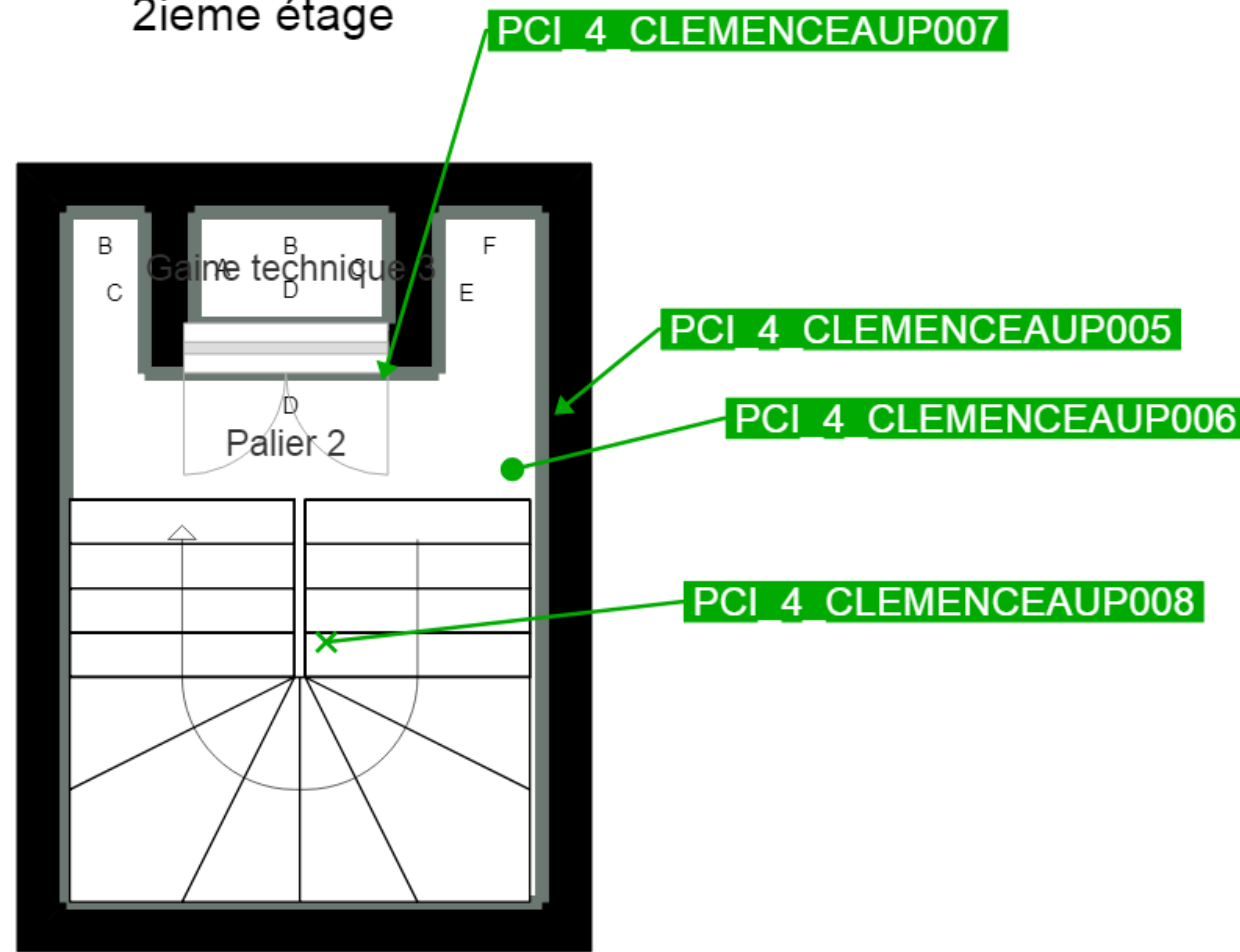 2ieme étage
PCI_4_CLEMENCEAUP007
B
B
F
Gaine technique 3
A
C
C
D
E
PCI_4_CLEMENCEAUP005
D
PCI_4_CLEMENCEAUP006
Palier 2
PCI_4_CLEMENCEAUP008